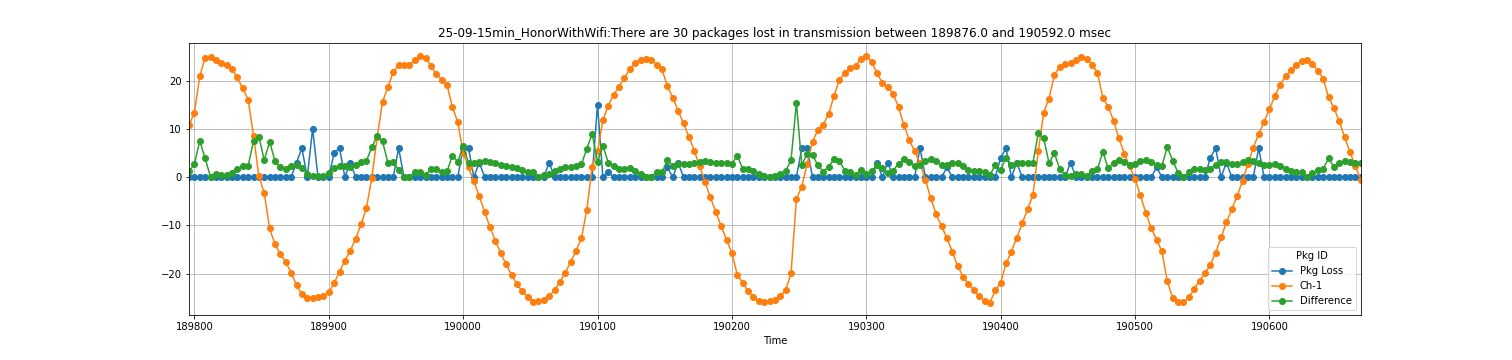 25-09-15min_HonorWithWifi:There are 30 packages lost in transmission between 189876.0 and 190592.0 msec
20
10
0
−10
−20
189800 189900 190000 190100 190200 190300 190400 190500 190600
Time
Pkg ID
Pkg Loss
Ch-1
Difference